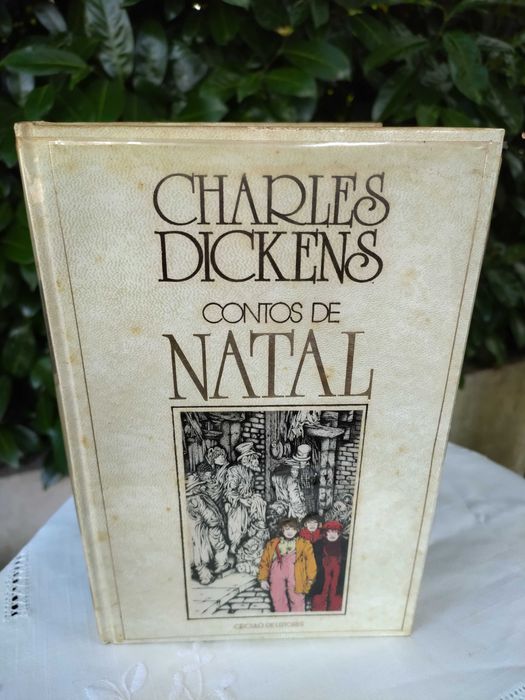 CHARLES
DICKENS
CONTOS DE
NATAL
CÍRCULO DE LEITORES